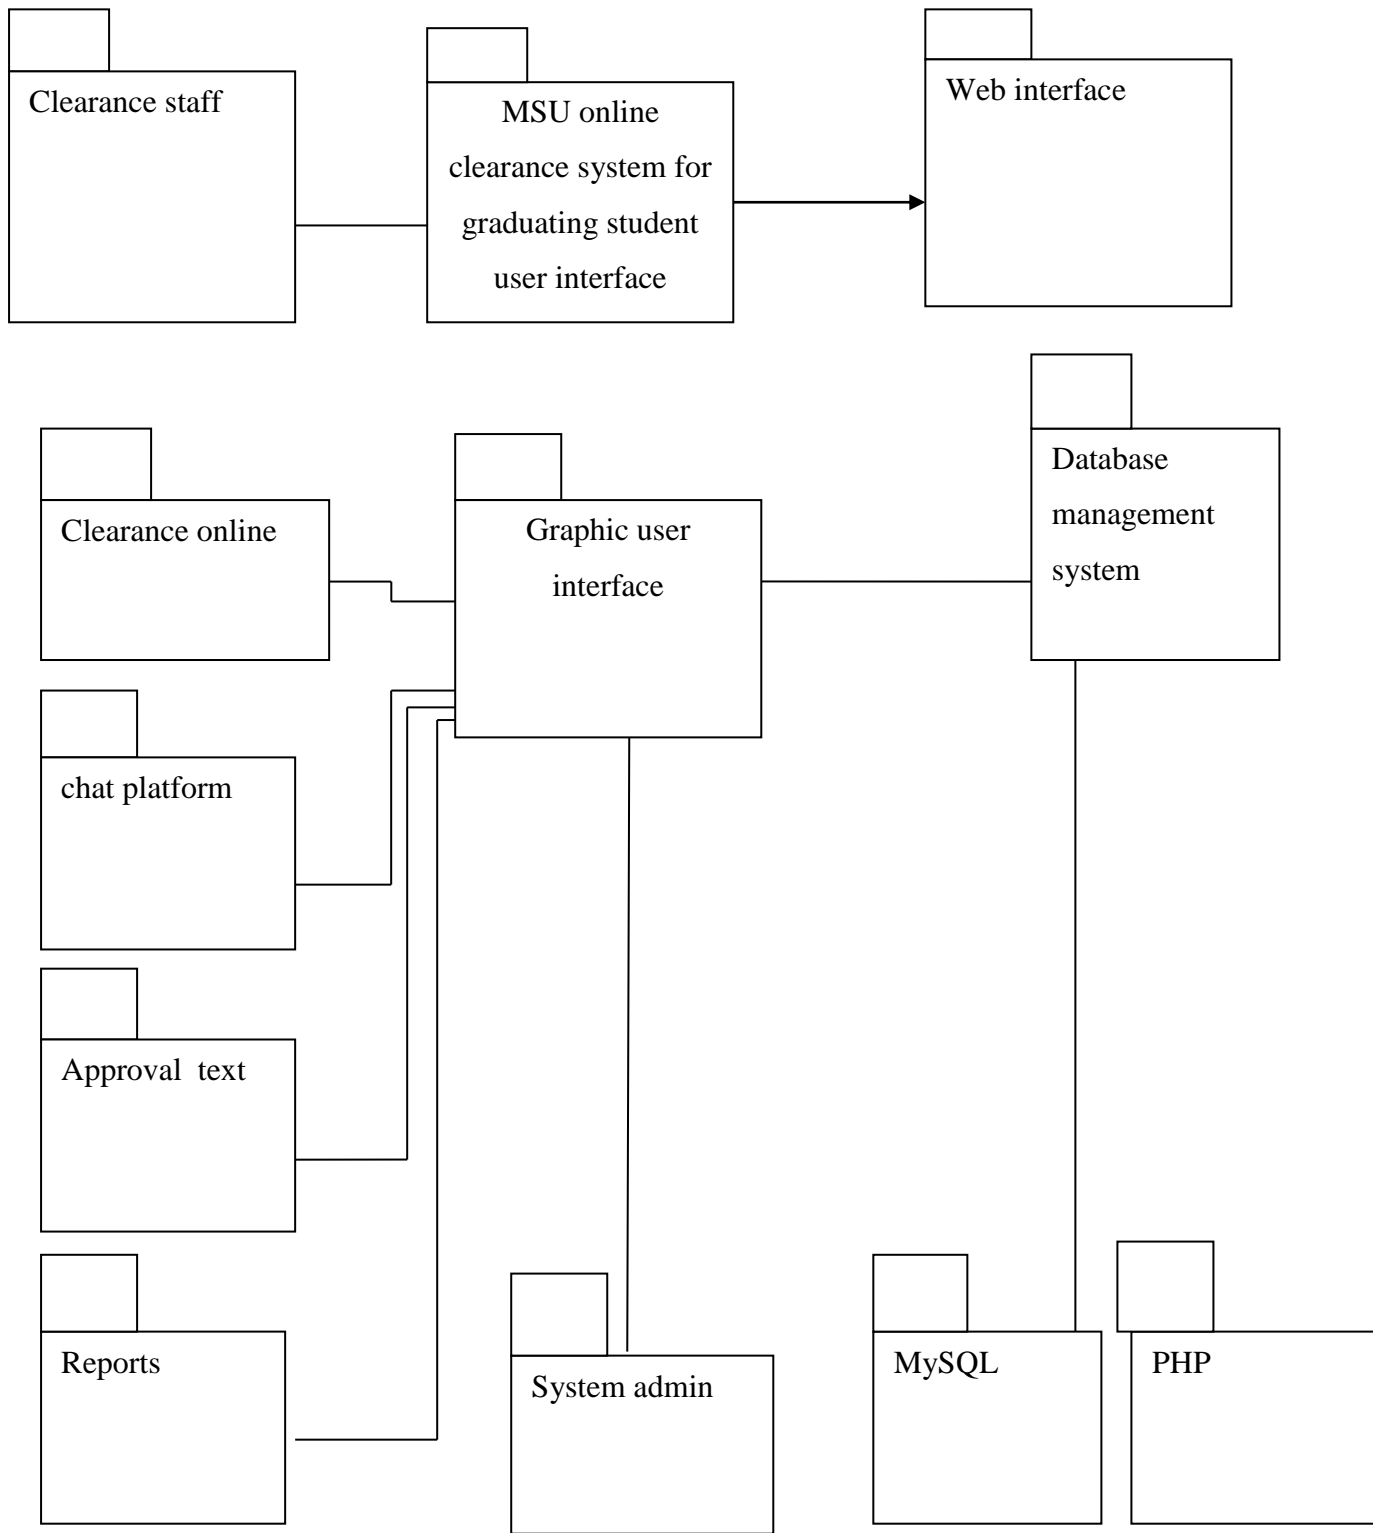 Clearance staff
MSU online
clearance system for
graduating student
user interface
Web interface
Clearance online
Graphic user
interface
Database
management
system
chat platform
Approval  text
Reports
System admin
MySQL
PHP